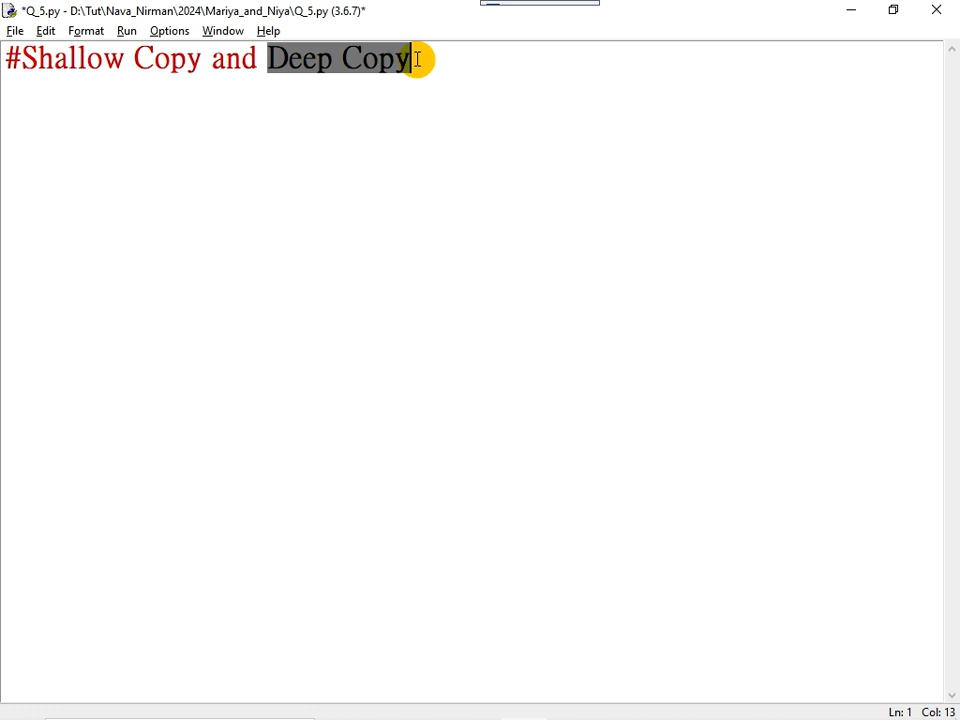 *Q_5.py - D:\Tut\Nava_Nirman\2024\Mariya_and_Niya\Q_5.py (3.6.7)*
File Edit Format Run Options Window Help
#Shallow Copy and Deep Copy
Ln: 1 Col: 13